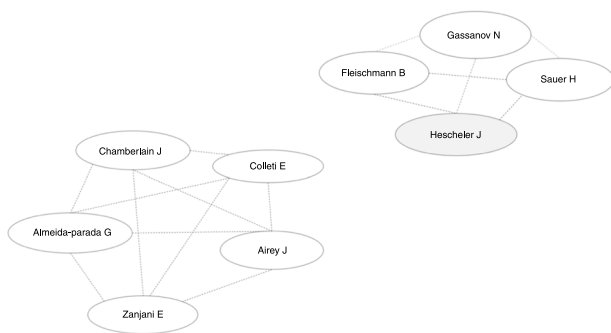 Gassanov N
Fleischmann B
Sauer H
Hescheler J
Chamberlain J
Colleti E
Almeida-parada G
Airey J
Zanjani E